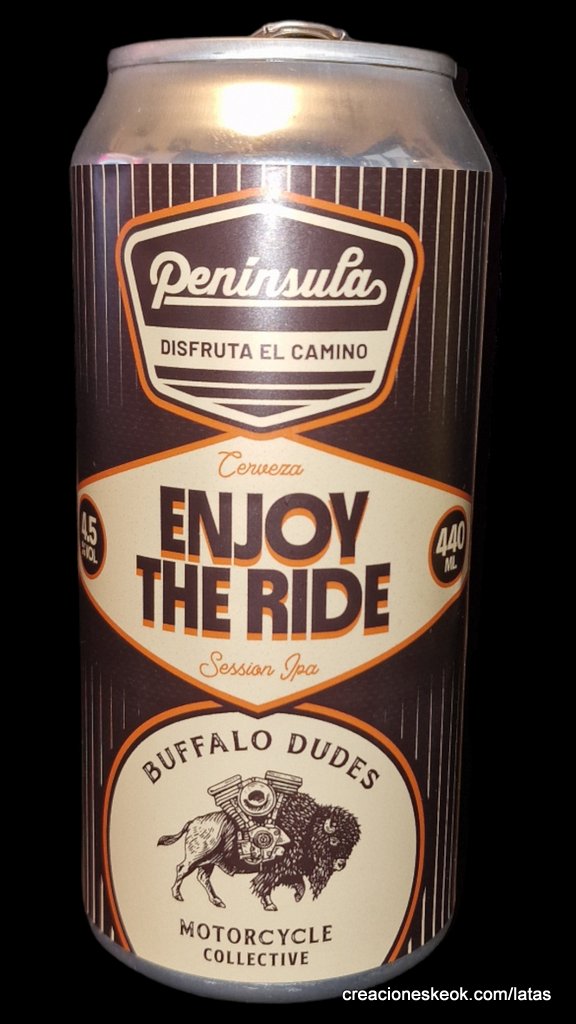 Península
DISFRUTA EL CAMINO
Cerveza
ENJOY
THE RIDE
4.5
% VOL
440
ML
Session Ipa
BUFFALO DUDES
MOTORCYCLE
COLLECTIVE
creacioneskeok.com/latas